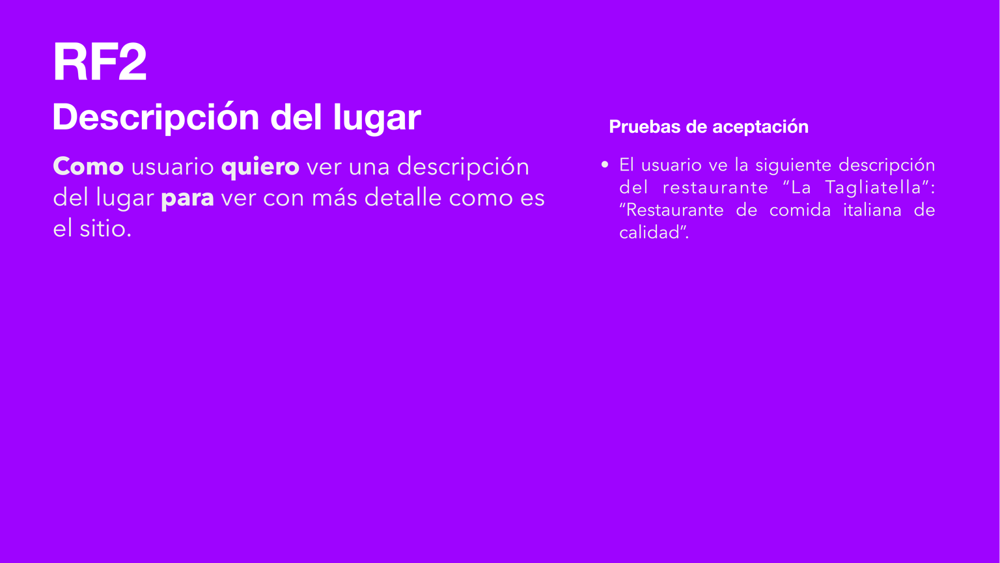 RF2
Descripción del lugar
Como usuario quiero ver una descripción
del lugar para ver con más detalle como es
el sitio.
Pruebas de aceptación
• El usuario ve la siguiente descripción
del restaurante “La Tagliatella”:
“Restaurante de comida italiana de
calidad”.